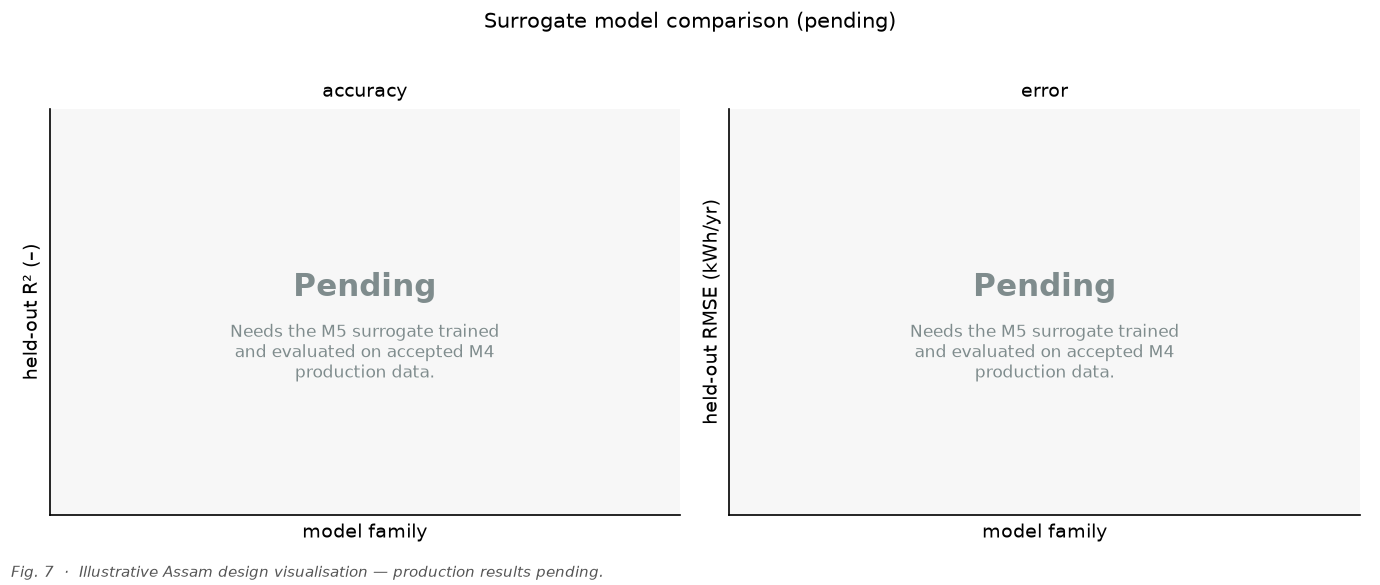 Surrogate model comparison (pending)
accuracy
held-out R² (–)
Pending
Needs the M5 surrogate trained
and evaluated on accepted M4
production data.
model family
error
held-out RMSE (kWh/yr)
Pending
Needs the M5 surrogate trained
and evaluated on accepted M4
production data.
model family
Fig. 7 · Illustrative Assam design visualisation — production results pending.